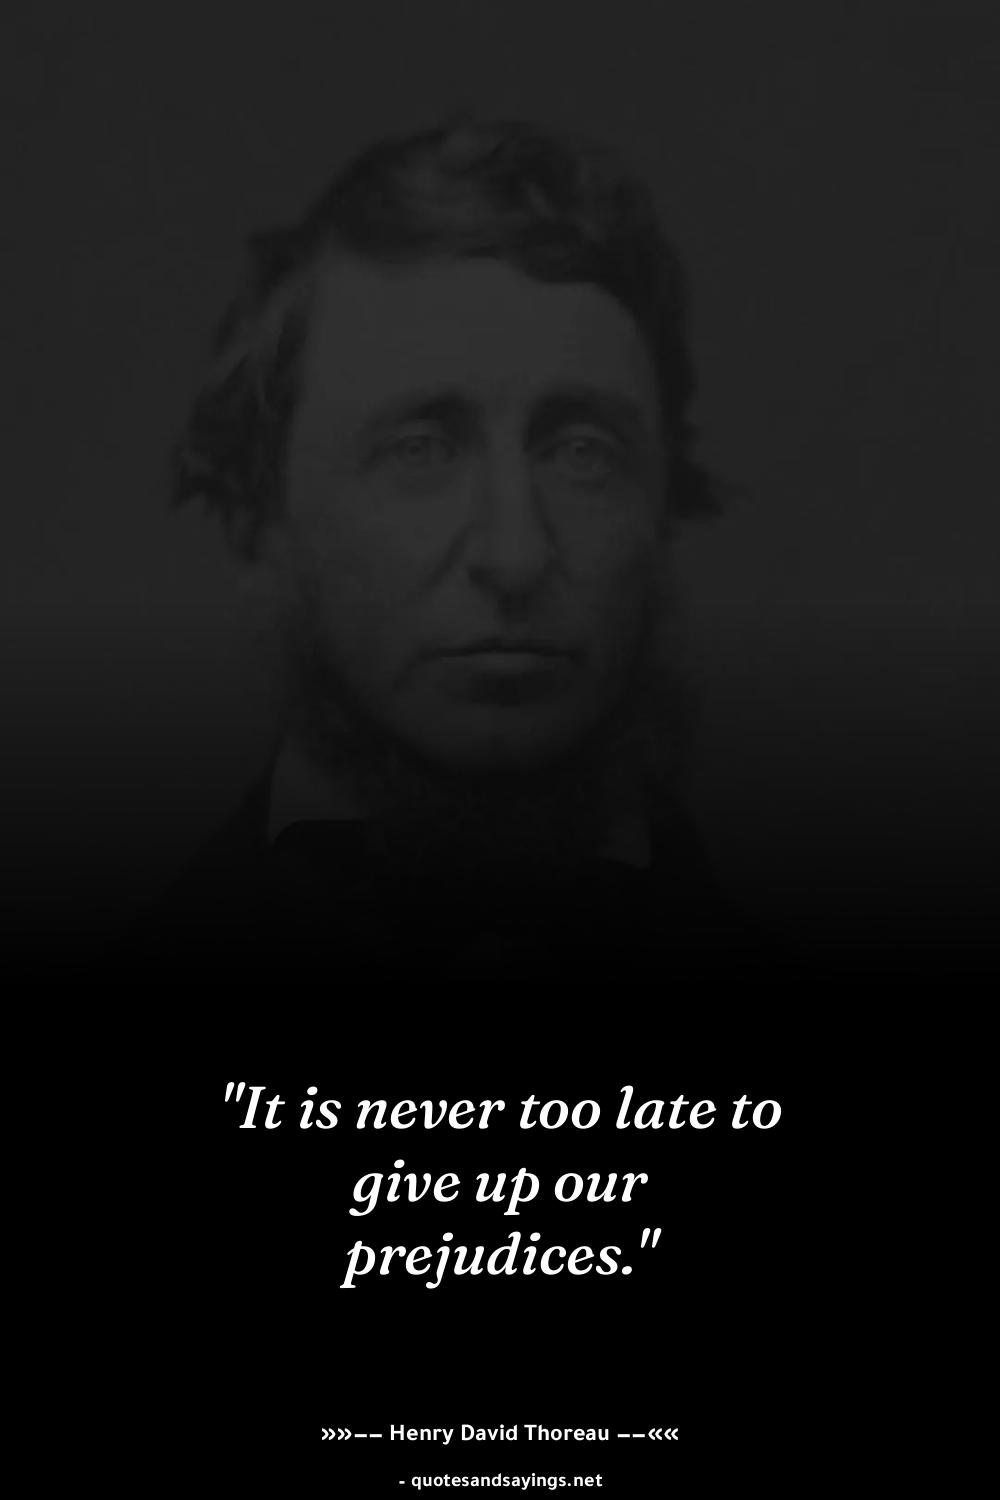 "It is never too late to
give up our
prejudices."
»»−− Henry David Thoreau −−««
- quotesandsayings.net